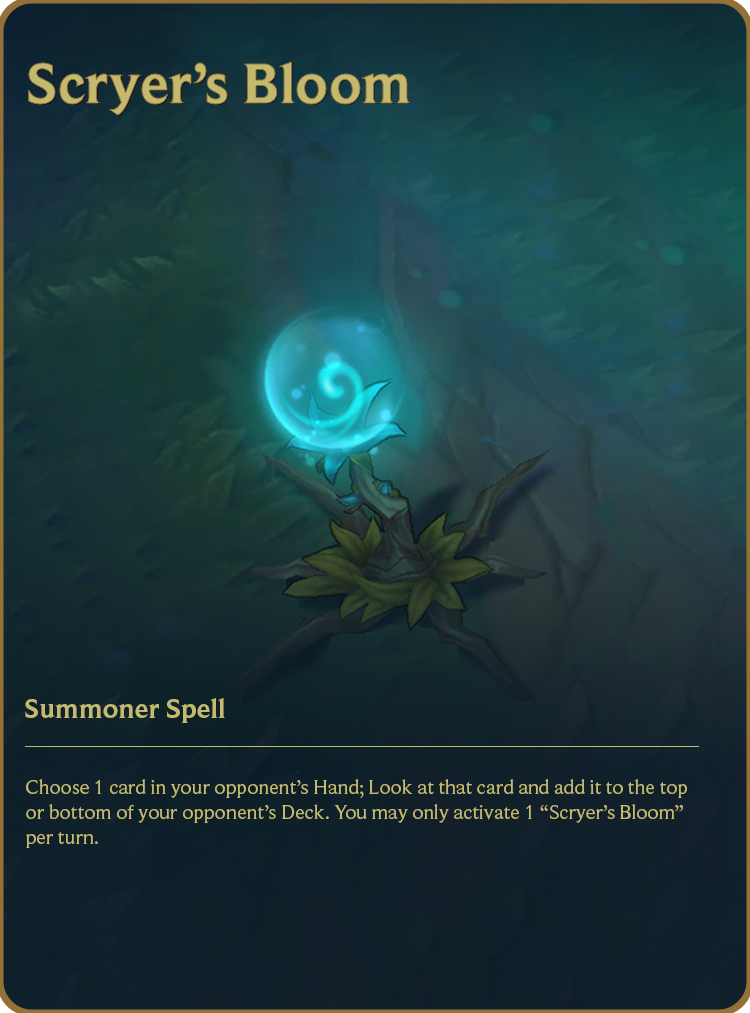 Scryer’s Bloom
Summoner Spell
Choose 1 card in your opponent’s Hand; Look at that card and add it to the top
or bottom of your opponent’s Deck. You may only activate 1 “Scryer’s Bloom”
per turn.